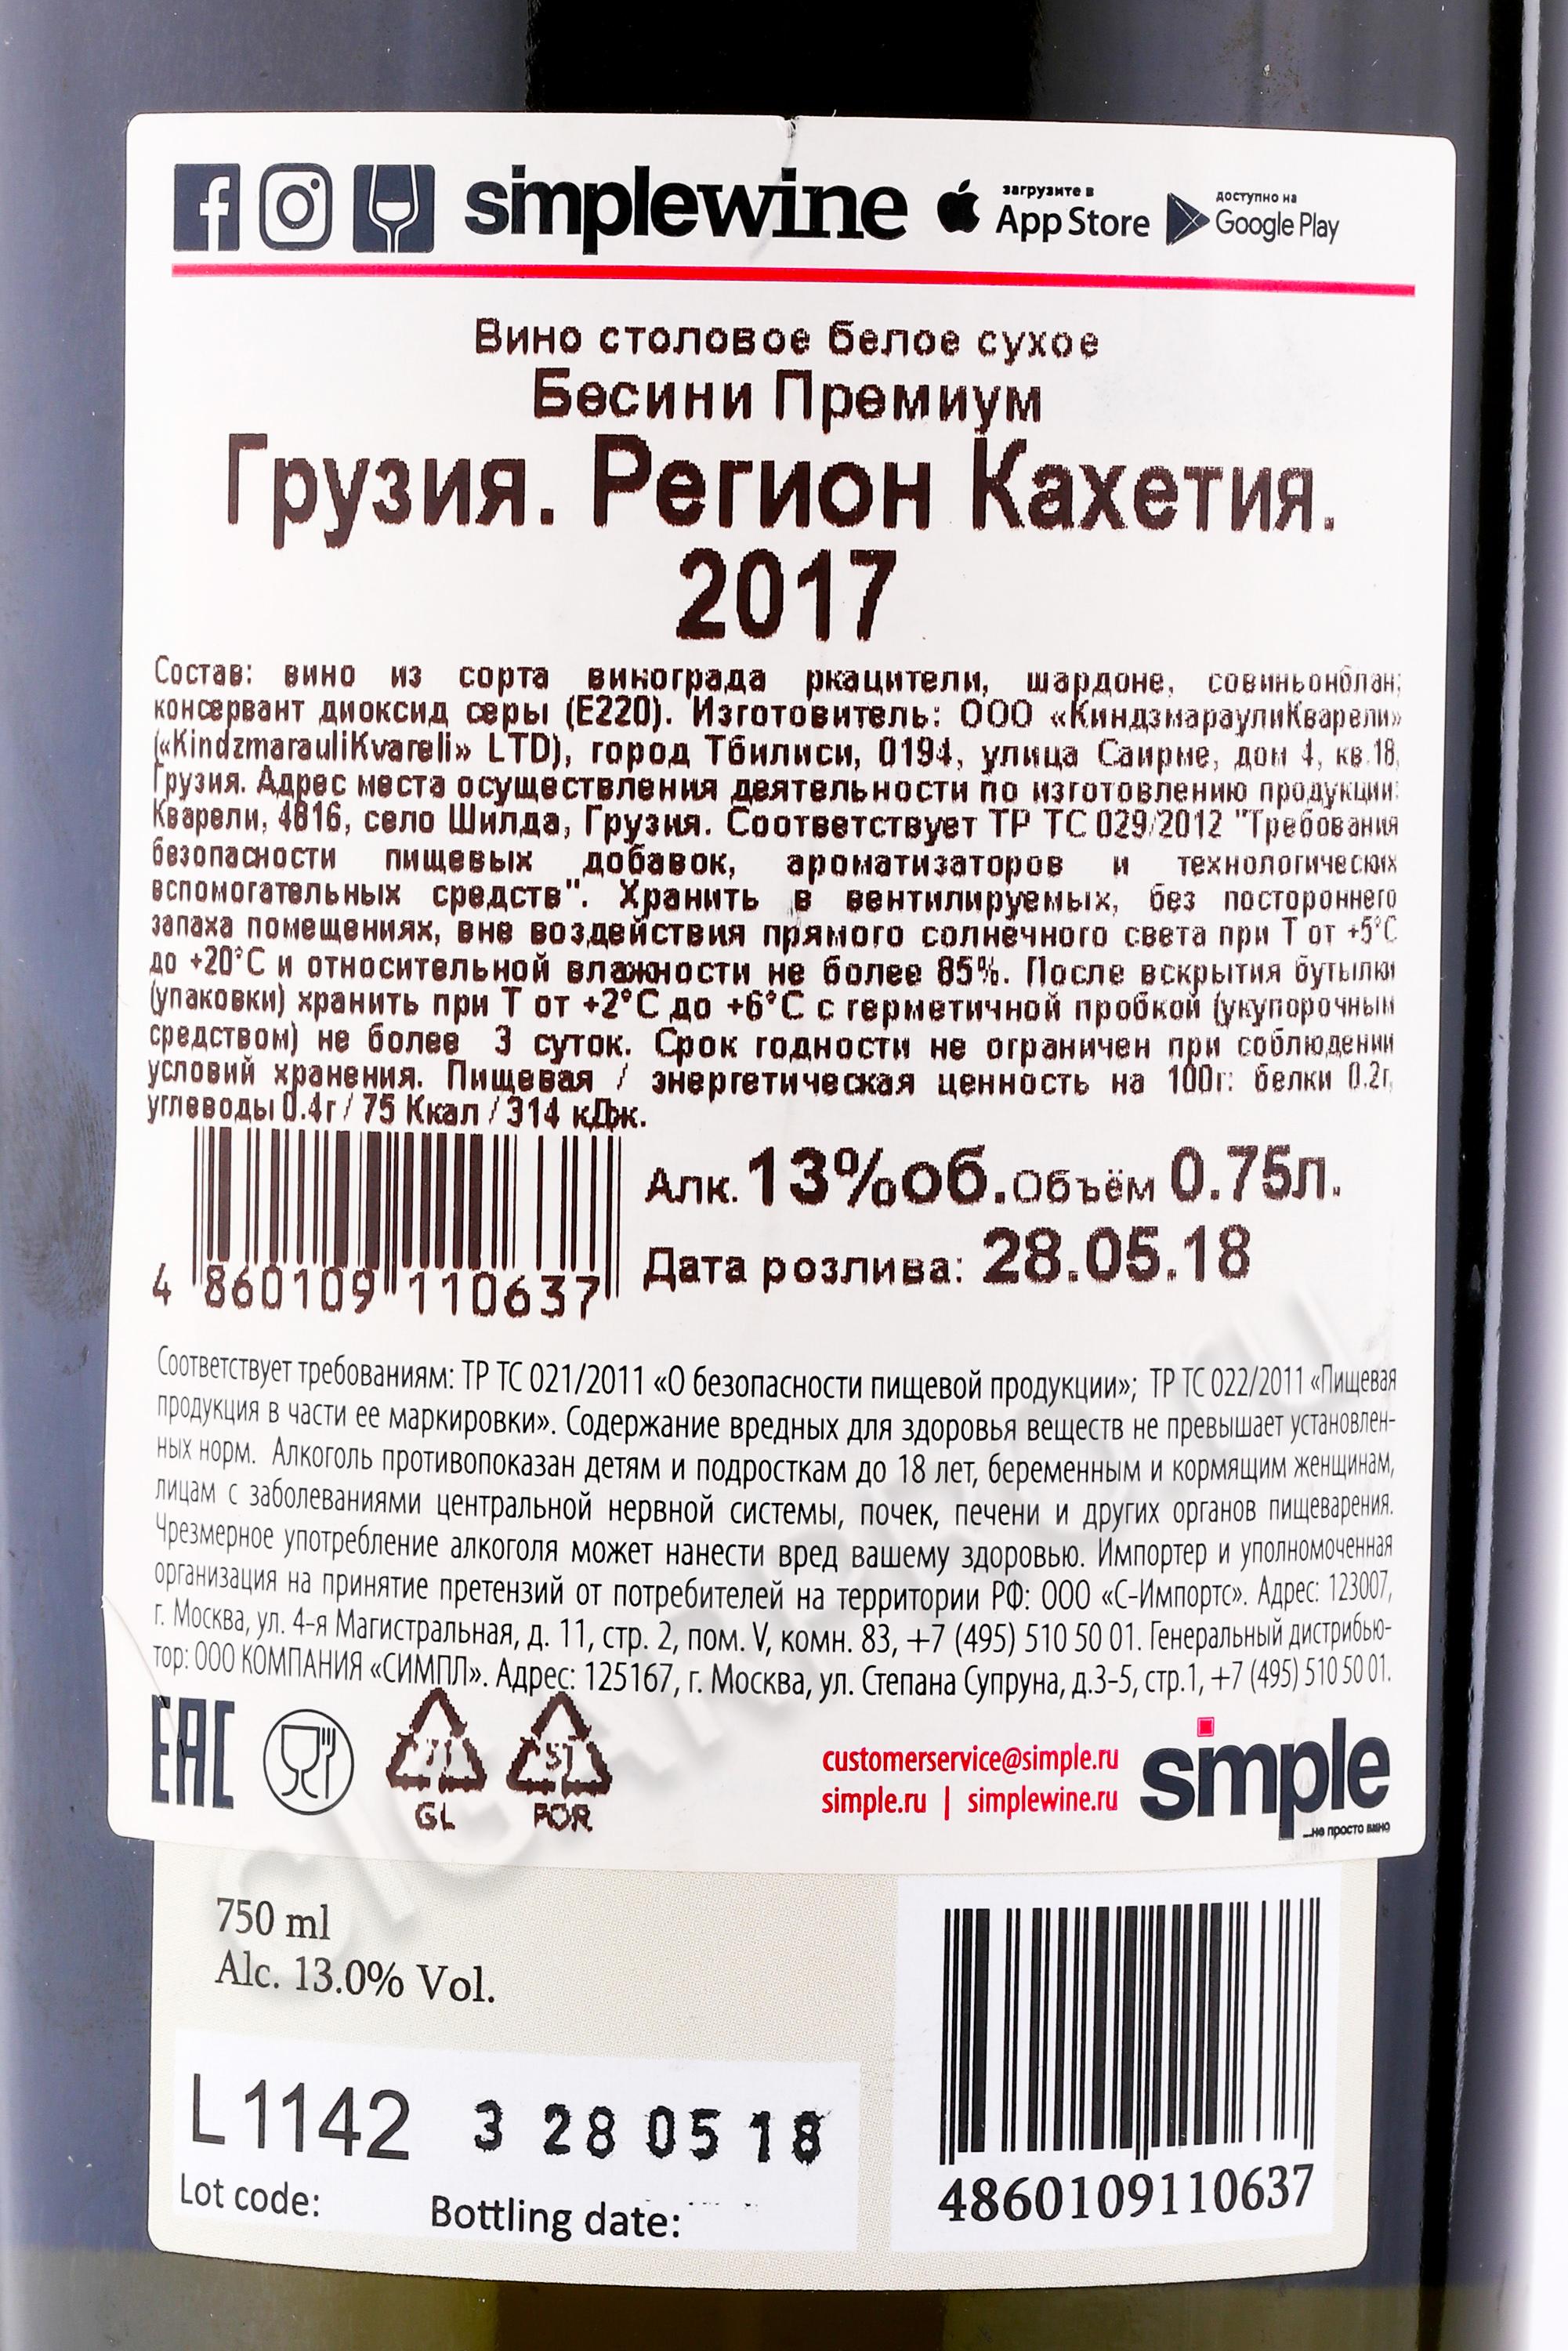 simplewine
загрузите в
App Store
доступно на
Google Play
Вино столовое белое сухое
Бесини Премиум
Грузия. Регион Кахетия.
2017
Состав: вино из сорта винограда ркацители, шардоне, совиньонблан;
консервант диоксид серы (Е220). Изготовитель: ООО «КиндзмараулиКварели»
(«KindzmarauliKvareli» LTD), город Тбилиси, 0194, улица Саирме, дом 4, кв.18,
Грузия. Адрес места осуществления деятельности по изготовлению продукции:
Кварели, 4816, село Шилда, Грузия. Соответствует ТР ТС 029/2012 "Требования
безопасности пищевых добавок, ароматизаторов и технологических
вспомогательных средств". Хранить в вентилируемых, без постороннего
запаха помещениях, вне воздействия прямого солнечного света при Т от +5°С
до +20°С и относительной влажности не более 85%. После вскрытия бутылки
(упаковки) хранить при Т от +2°С до +6°С с герметичной пробкой (укупорочным
средством) не более 3 суток. Срок годности не ограничен при соблюдении
условий хранения. Пищевая / энергетическая ценность на 100г: белки 0.2г,
углеводы 0.4г / 75 Ккал / 314 кДж.
Алк. 13%об. Объём 0.75л.
Дата розлива: 28.05.18
4 860109 110637
Соответствует требованиям: ТР ТС 021/2011 «О безопасности пищевой продукции»; ТР ТС 022/2011 «Пищевая
продукция в части ее маркировки». Содержание вредных для здоровья веществ не превышает установлен-
ных норм. Алкоголь противопоказан детям и подросткам до 18 лет, беременным и кормящим женщинам,
лицам с заболеваниями центральной нервной системы, почек, печени и других органов пищеварения.
Чрезмерное употребление алкоголя может нанести вред вашему здоровью. Импортер и уполномоченная
организация на принятие претензий от потребителей на территории РФ: ООО «С-Импортс». Адрес: 123007,
г. Москва, ул. 4-я Магистральная, д. 11, стр. 2, пом. V, комн. 83, +7 (495) 510 50 01. Генеральный дистрибью-
тор: ООО КОМПАНИЯ «СИМПЛ». Адрес: 125167, г. Москва, ул. Степана Супруна, д.3-5, стр.1, +7 (495) 510 50 01.
EAC
71
GL
51
FOR
customerservice@simple.ru
simple.ru | simplewine.ru
simple
...не просто вино
CIGARPRO.ru
750 ml
Alc. 13.0% Vol.
L 1142 3 28 05 18
Lot code: Bottling date:
4860109110637